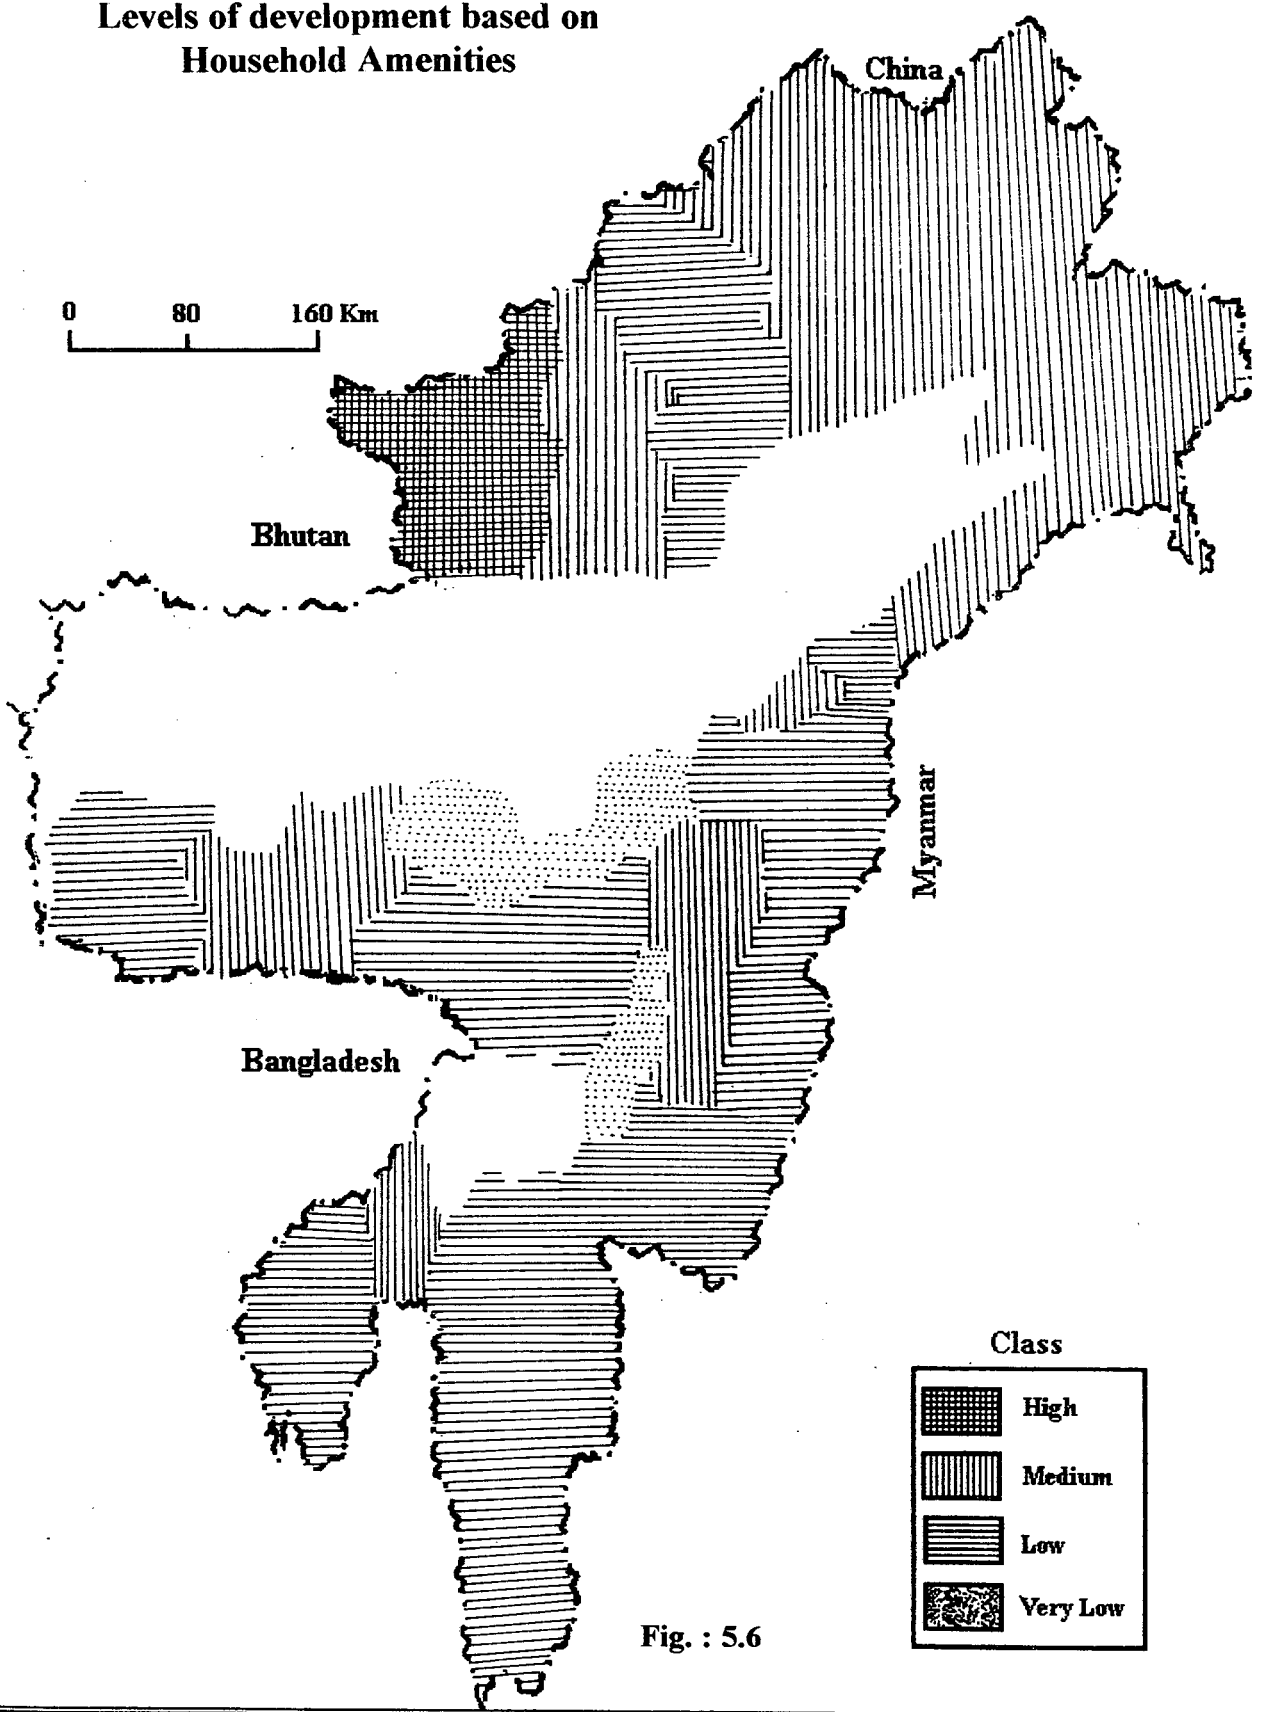 Levels of development based on
Household Amenities
China
0 80 160 Km
Bhutan
Myanmar
Bangladesh
Class
High
Medium
Low
Very Low
Fig. : 5.6